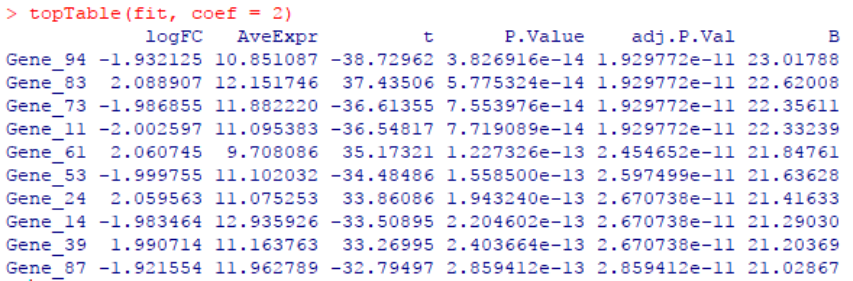 > topTable(fit, coef = 2)
            logFC   AveExpr         t      P.Value    adj.P.Val        B
Gene_94 -1.932125 10.851087 -38.72962 3.826916e-14 1.929772e-11 23.01788
Gene_83  2.088907 12.151746  37.43506 5.775324e-14 1.929772e-11 22.62008
Gene_73 -1.986855 11.882220 -36.61355 7.553976e-14 1.929772e-11 22.35611
Gene_11 -2.002597 11.095383 -36.54817 7.719089e-14 1.929772e-11 22.33239
Gene_61  2.060745  9.708086  35.17321 1.227326e-13 2.454652e-11 21.84761
Gene_53 -1.999755 11.102032 -34.48486 1.558500e-13 2.597499e-11 21.63628
Gene_24  2.059563 11.075253  33.86086 1.943240e-13 2.670738e-11 21.41633
Gene_14 -1.983464 12.935926 -33.50895 2.204602e-13 2.670738e-11 21.29030
Gene_39  1.990714 11.163763  33.26995 2.403664e-13 2.670738e-11 21.20369
Gene_87 -1.921554 11.962789 -32.79497 2.859412e-13 2.859412e-11 21.02867